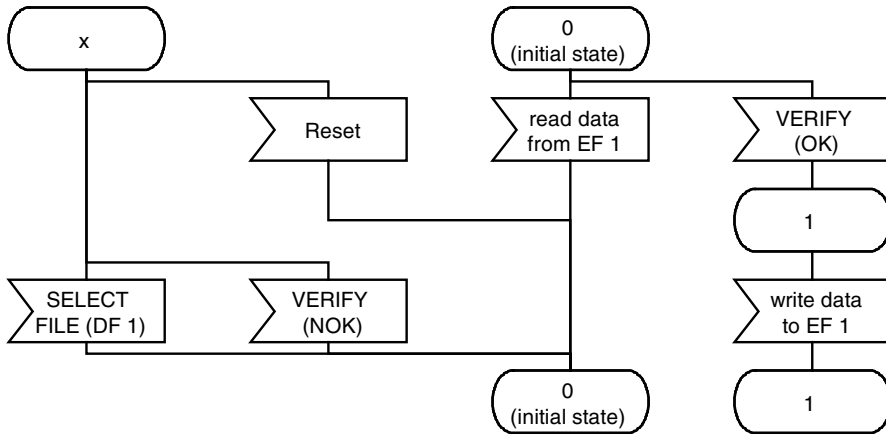 x
0
(initial state)
Reset
read data
from EF 1
VERIFY
(OK)
1
SELECT
FILE (DF 1)
VERIFY
(NOK)
write data
to EF 1
0
(initial state)
1